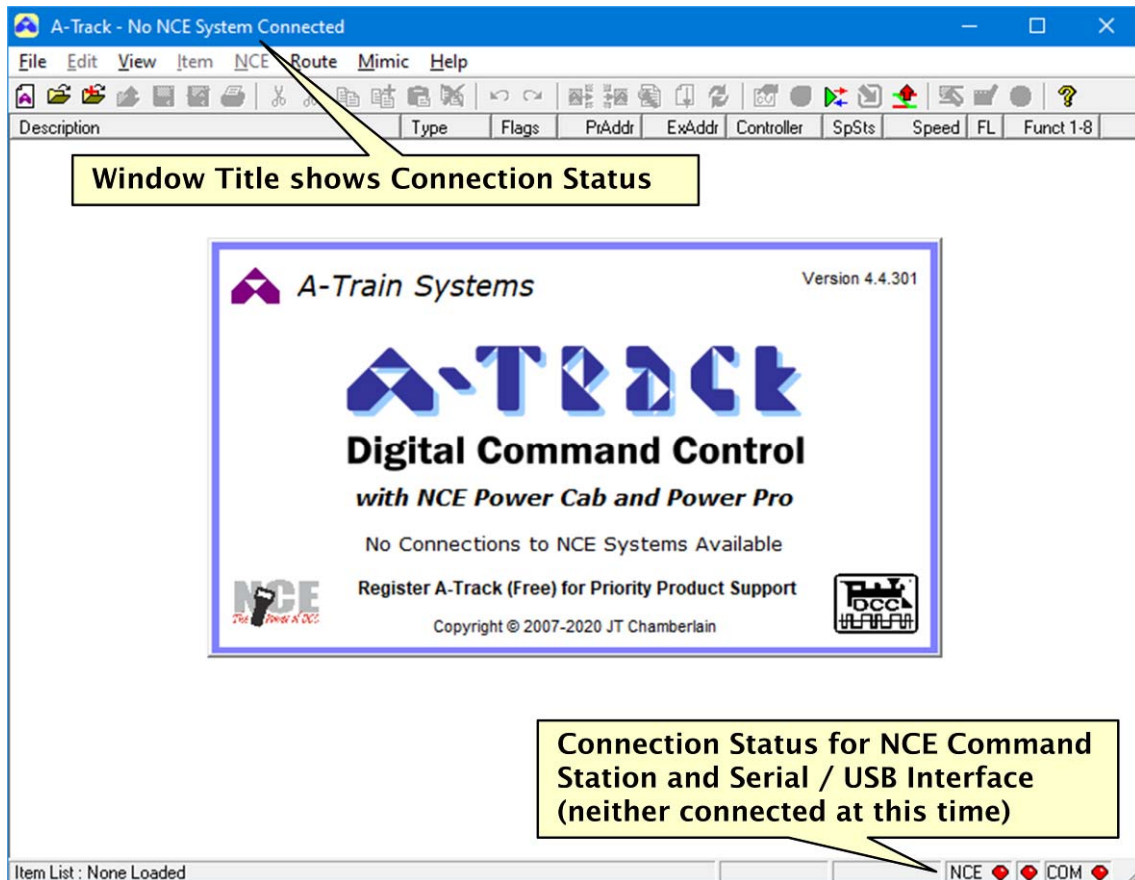 A-Track - No NCE System Connected
File Edit View Item NCE Route Mimic Help
Description Type Flags PrAddr ExAddr Controller SpSts Speed FL Funct 1-8
Window Title shows Connection Status
A-Train Systems
Version 4.4.301
A-TRACK
Digital Command Control
with NCE Power Cab and Power Pro
No Connections to NCE Systems Available
NCE
The Power of DCC
Register A-Track (Free) for Priority Product Support
Copyright © 2007-2020 JT Chamberlain
DCC
Connection Status for NCE Command
Station and Serial / USB Interface
(neither connected at this time)
Item List : None Loaded
NCE COM